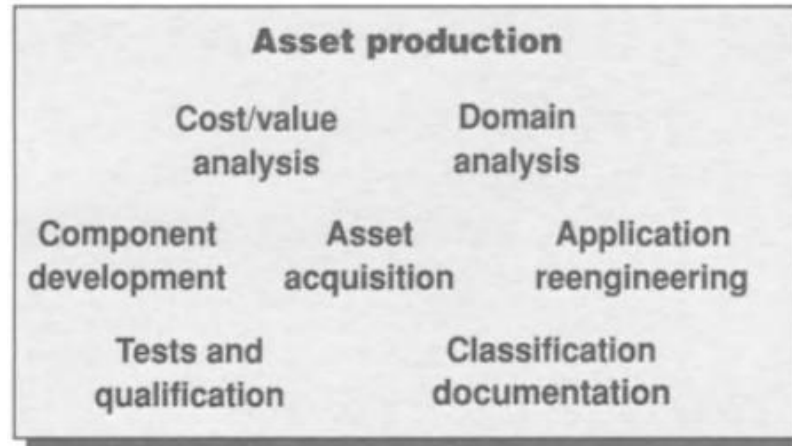 Asset production
Cost/value analysis
Domain analysis
Component development
Asset acquisition
Application reengineering
Tests and qualification
Classification documentation